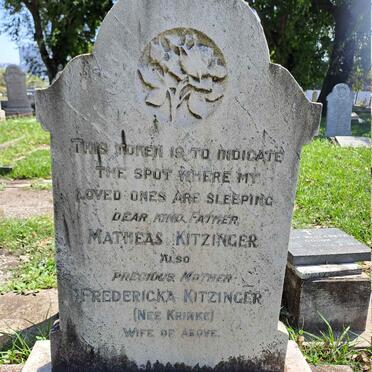 THIS TOKEN IS TO INDICATE
THE SPOT WHERE MY
LOVED ONES ARE SLEEPING
DEAR KIND FATHER
MATHEAS KITZINGER
ALSO
PRECIOUS MOTHER
FREDERICKA KITZINGER
(NEE KRINKE)
WIFE OF ABOVE.